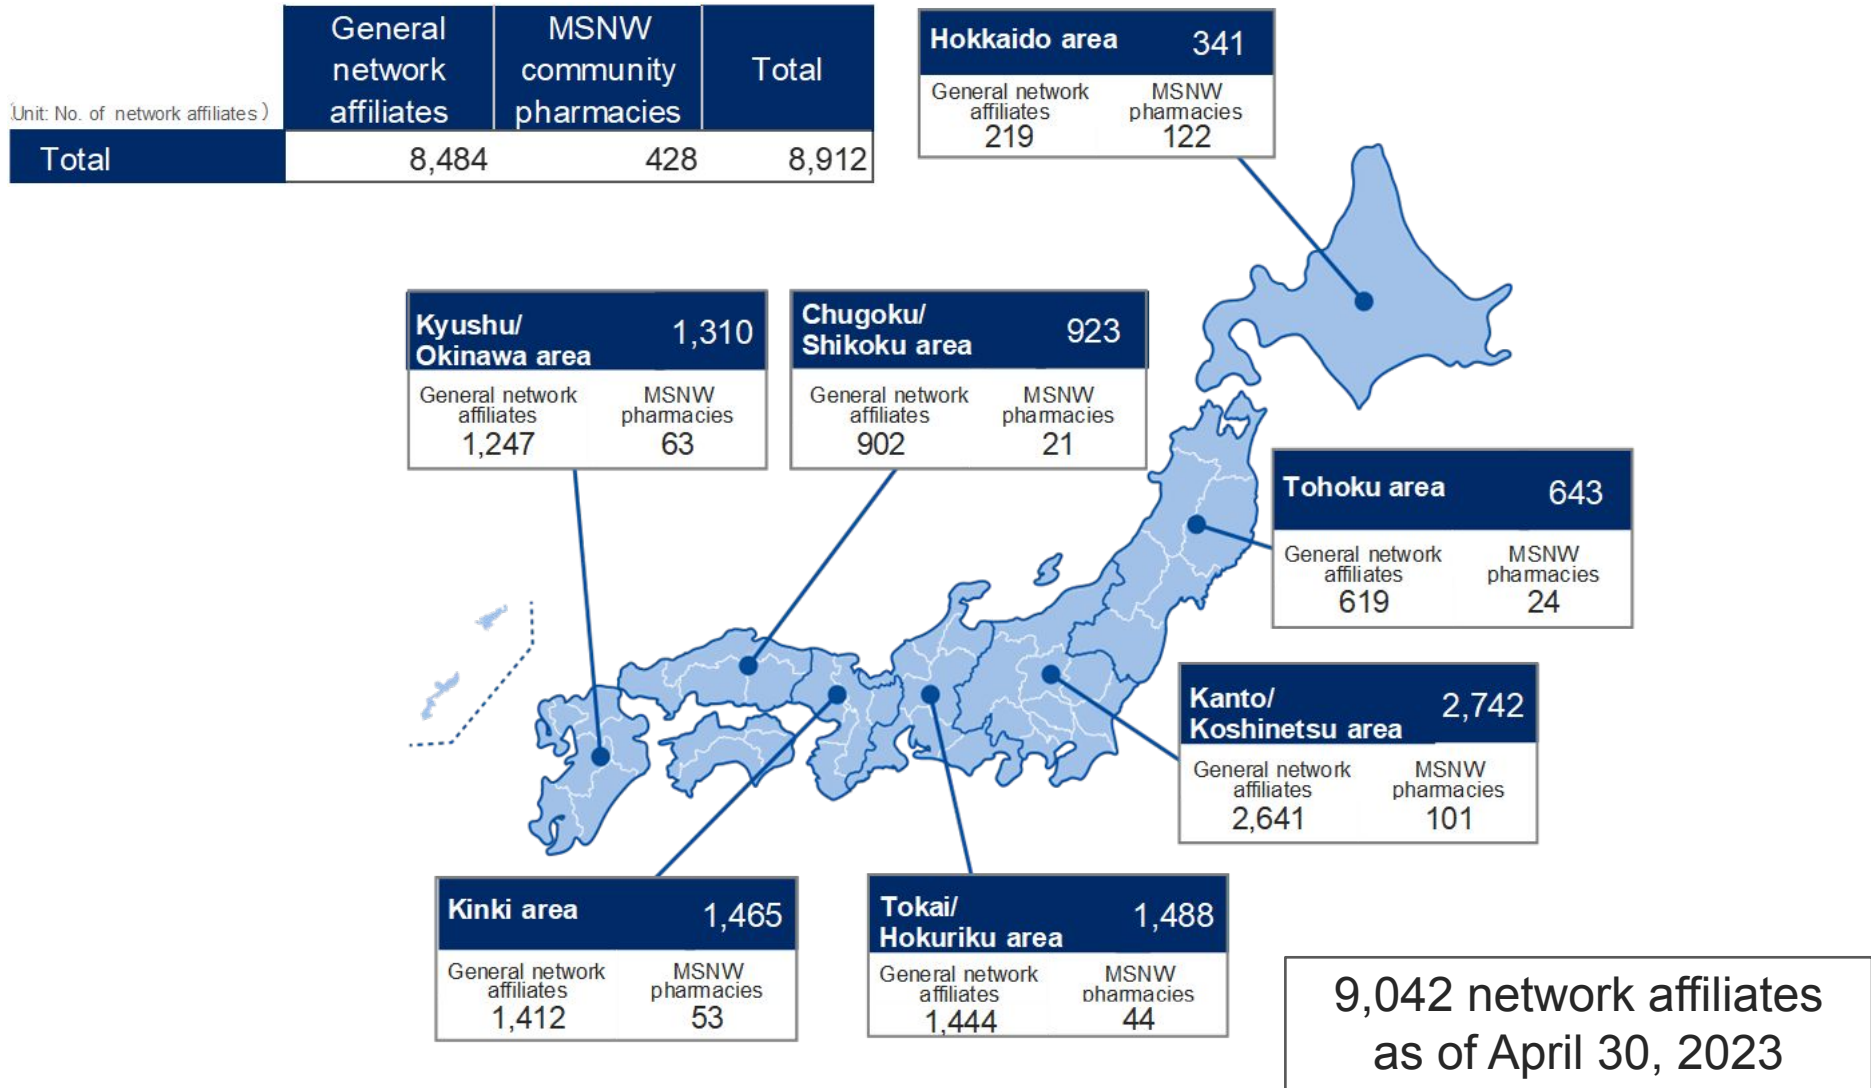 General network affiliates
MSNW community pharmacies
Total
(Unit: No. of network affiliates)
Total 8,484 428 8,912
Hokkaido area 341
General network affiliates 219
MSNW pharmacies 122
Kyushu/
Okinawa area 1,310
General network affiliates 1,247
MSNW pharmacies 63
Chugoku/
Shikoku area 923
General network affiliates 902
MSNW pharmacies 21
Tohoku area 643
General network affiliates 619
MSNW pharmacies 24
Kanto/
Koshinetsu area 2,742
General network affiliates 2,641
MSNW pharmacies 101
Kinki area 1,465
General network affiliates 1,412
MSNW pharmacies 53
Tokai/
Hokuriku area 1,488
General network affiliates 1,444
MSNW pharmacies 44
9,042 network affiliates
as of April 30, 2023